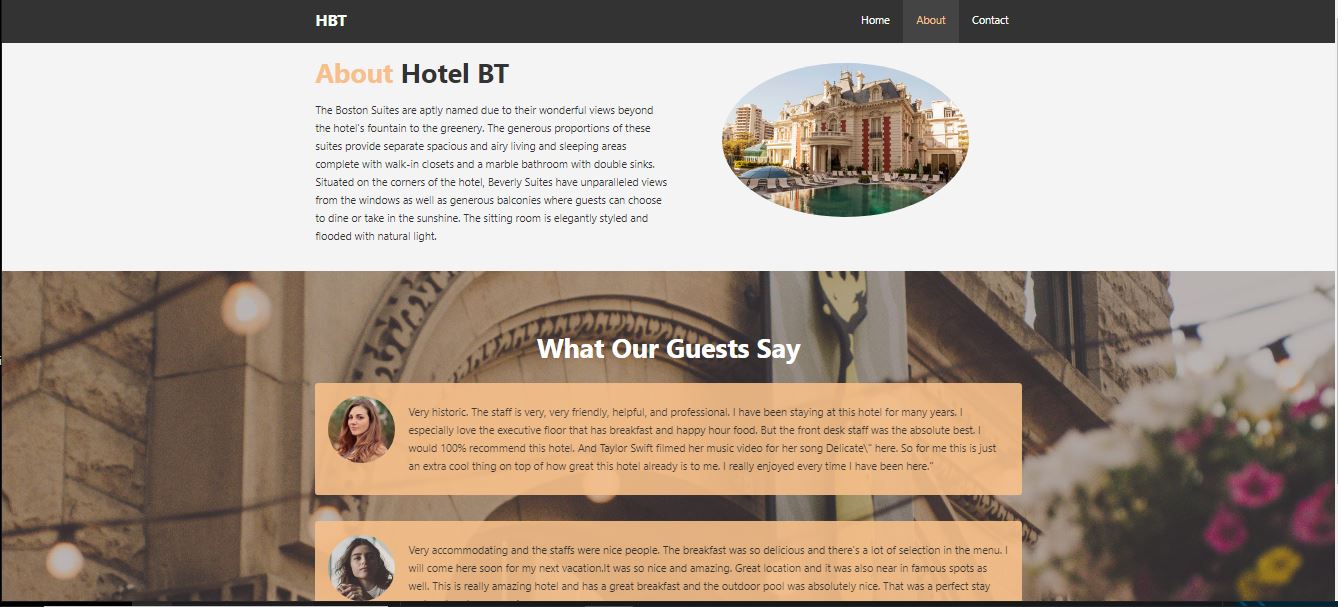 HBT
Home
About
Contact
About Hotel BT
The Boston Suites are aptly named due to their wonderful views beyond
the hotel's fountain to the greenery. The generous proportions of these
suites provide separate spacious and airy living and sleeping areas
complete with walk-in closets and a marble bathroom with double sinks.
Situated on the corners of the hotel, Beverly Suites have unparalleled views
from the windows as well as generous balconies where guests can choose
to dine or take in the sunshine. The sitting room is elegantly styled and
flooded with natural light.
What Our Guests Say
Very historic. The staff is very, very friendly, helpful, and professional. I have been staying at this hotel for many years. I
especially love the executive floor that has breakfast and happy hour food. But the front desk staff was the absolute best. I
would 100% recommend this hotel. And Taylor Swift filmed her music video for her song Delicate\" here. So for me this is just
an extra cool thing on top of how great this hotel already is to me. I really enjoyed every time I have been here."
Very accommodating and the staffs were nice people. The breakfast was so delicious and there's a lot of selection in the menu. I
will come here soon for my next vacation.It was so nice and amazing. Great location and it was also near in famous spots as
well. This is really amazing hotel and has a great breakfast and the outdoor pool was absolutely nice. That was a perfect stay